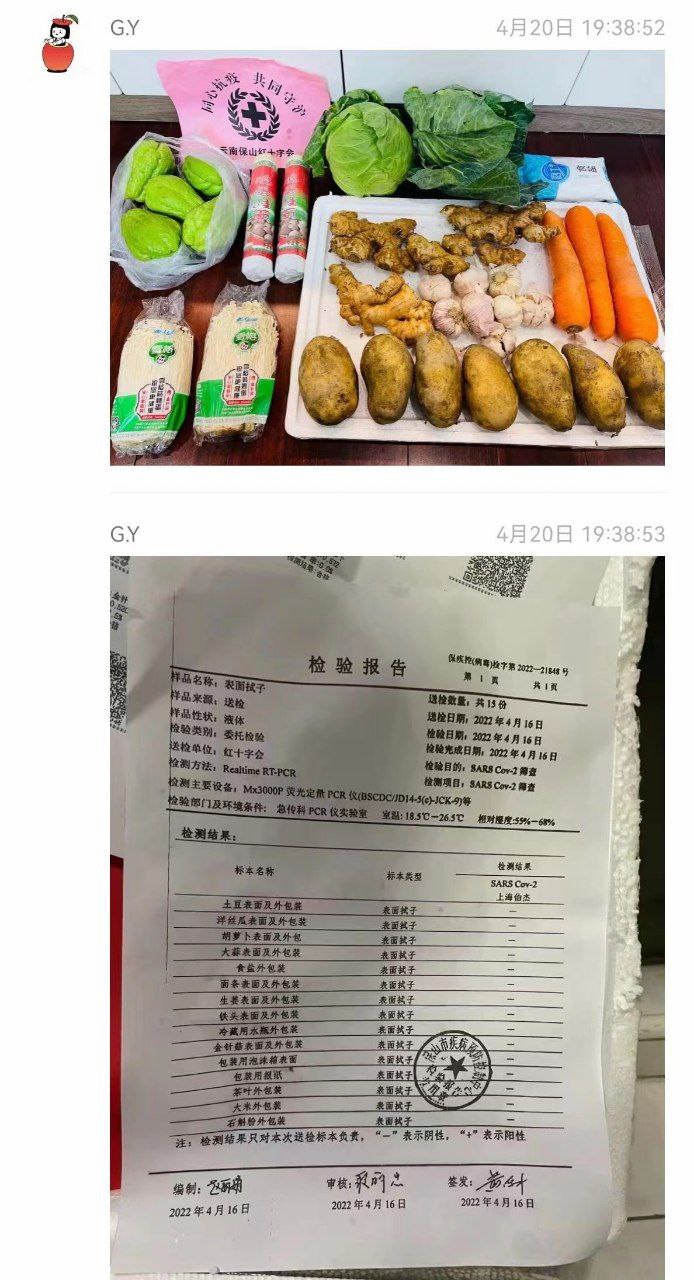 G.Y
4月20日 19:38:52
同心抗疫 共同守沪
云南保山红十字会
G.Y
4月20日 19:38:53
检测结果:合格
检验报告
保疾控(病毒)检字第 2022—21848 号
第 1 页 共 1 页
样品名称:表面拭子
样品来源:送检
送检数量:共 15 份
样品性状:液体
送检日期:2022 年 4 月 16 日
检验类别:委托检验
检验日期:2022 年 4 月 16 日
送检单位:红十字会
检验完成日期:2022 年 4 月 16 日
检测方法:Realtime RT-PCR
检验目的:SARS Cov-2 筛查
检测项目:SARS Cov-2 筛查
检测主要设备:Mx3000P 荧光定量 PCR 仪(BSCDC/JD14-5(e)-JCK-9)等
检验部门及环境条件: 急传科 PCR 仪实验室 室温:18.5℃—26.5℃ 相对湿度:55%—68%
检测结果:
标本名称 标本类型 检测结果
SARS Cov-2
上海伯杰
土豆表面及外包装 表面拭子 —
洋丝瓜表面及外包装 表面拭子 —
胡萝卜表面及外包 表面拭子 —
大蒜表面及外包装 表面拭子 —
食盐外包装 表面拭子 —
面条表面及外包装 表面拭子 —
生姜表面及外包装 表面拭子 —
铁头表面及外包装 表面拭子 —
冷藏用水瓶外包装 表面拭子 —
金针菇表面及外包装 表面拭子 —
包装用泡沫箱表面 表面拭子 —
包装用报纸 表面拭子 —
茶叶外包装 表面拭子 —
大米外包装 表面拭子 —
石斛粉外包装 表面拭子 —
保山市疾病预防控制中心
检验报告
专用章
注:检测结果只对本次送检标本负责,“—”表示阴性,“+”表示阳性
编制:
审核:
签发:
2022 年 4 月 16 日
2022 年 4 月 16 日
2022 年 4 月 16 日